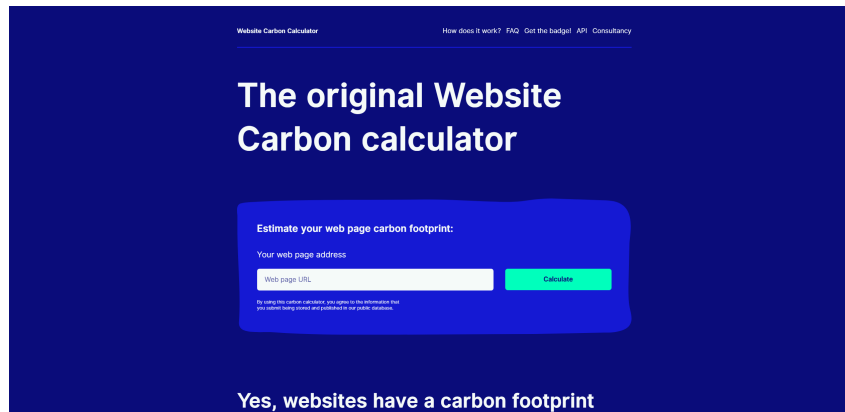 Website Carbon Calculator
How does it work? FAQ Get the badge! API Consultancy
The original Website
Carbon calculator
Estimate your web page carbon footprint:
Your web page address
Web page URL
Calculate
By using this carbon calculator, you agree to the information that
you submit being stored and published in our public database.
Yes, websites have a carbon footprint